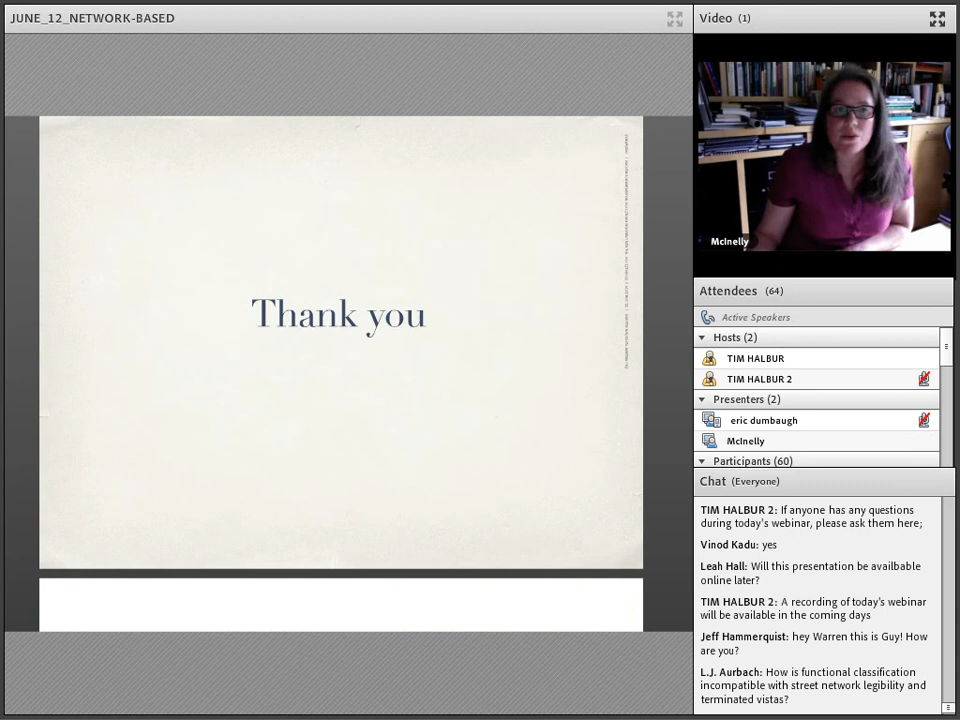 JUNE_12_NETWORK-BASED
Thank you
Video (1)
McInelly
Attendees (64)
Active Speakers
Hosts (2)
TIM HALBUR
TIM HALBUR 2
Presenters (2)
eric dumbaugh
McInelly
Participants (60)
Chat (Everyone)
TIM HALBUR 2: If anyone has any questions
during today's webinar, please ask them here;
Vinod Kadu: yes
Leah Hall: Will this presentation be availbable
online later?
TIM HALBUR 2: A recording of today's webinar
will be available in the coming days
Jeff Hammerquist: hey Warren this is Guy! How
are you?
L.J. Aurbach: How is functional classification
incompatible with street network legibility and
terminated vistas?